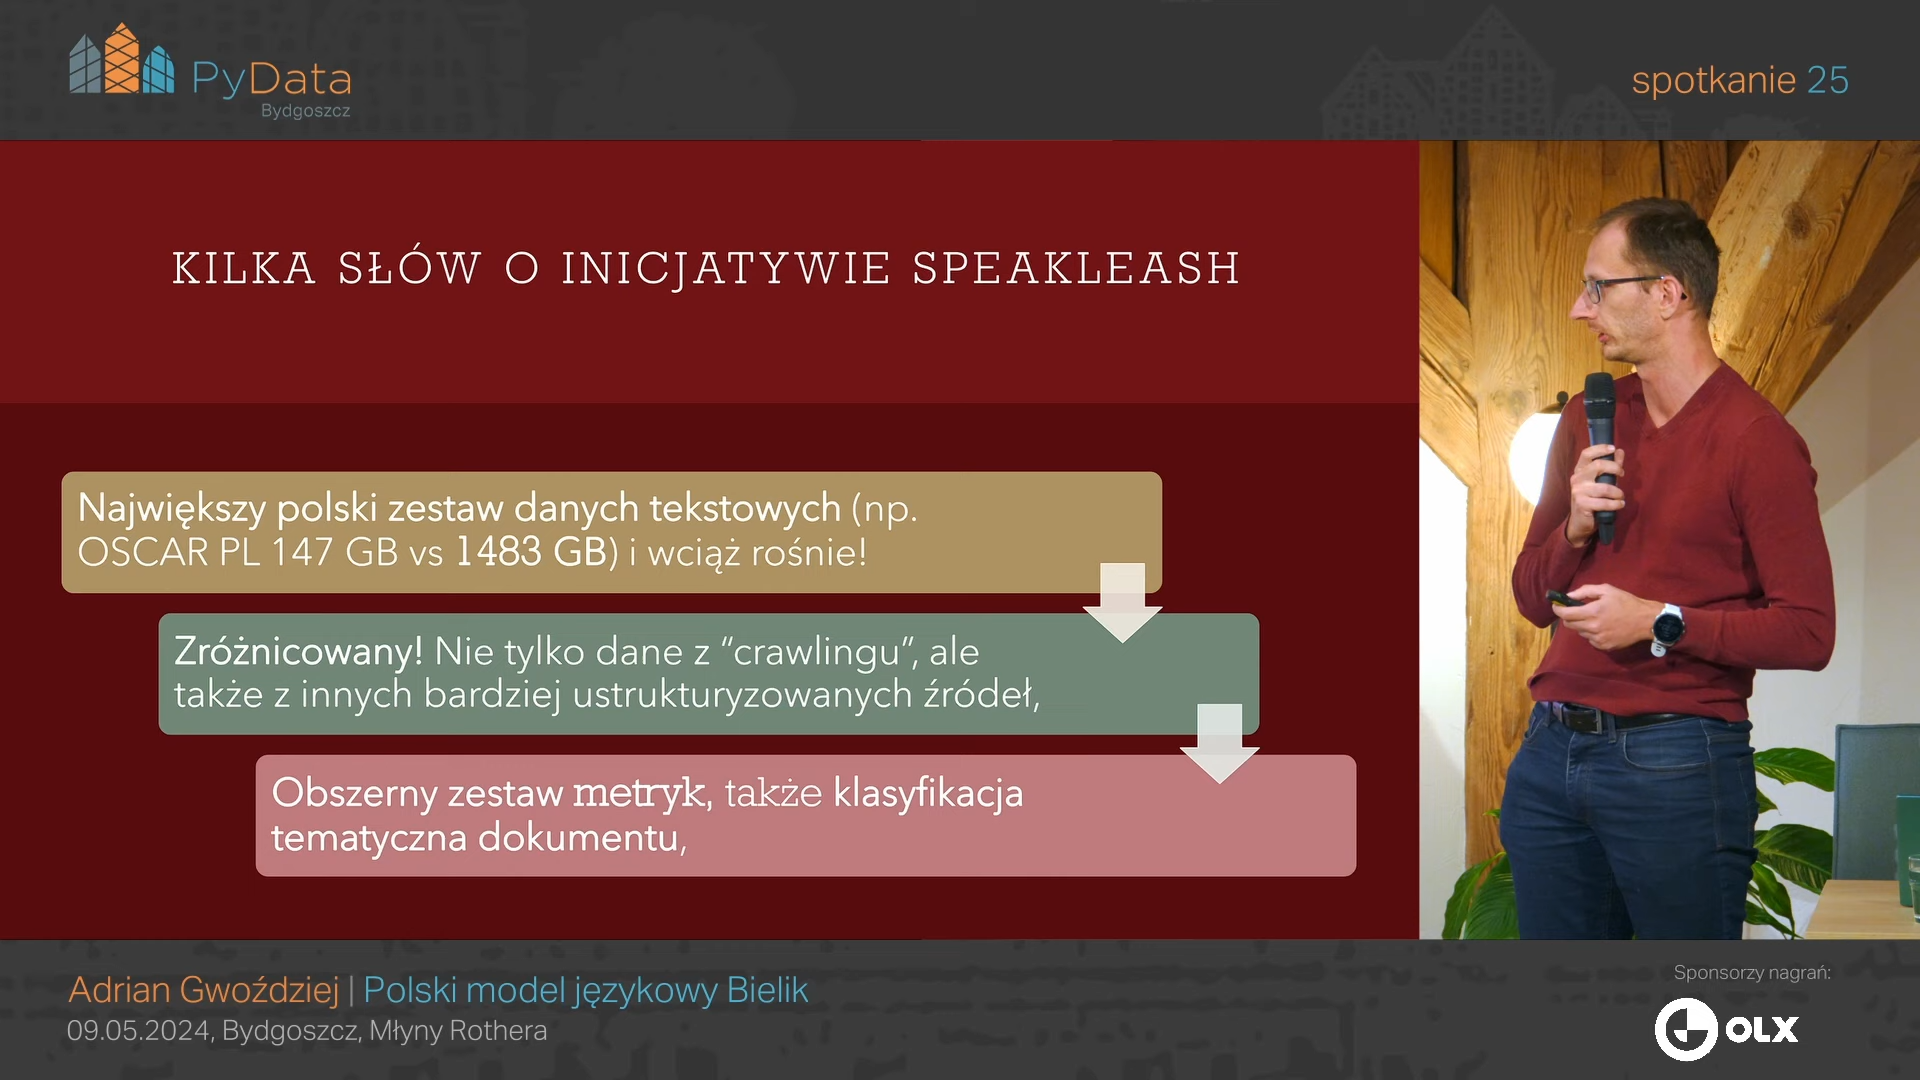 PyData
Bydgoszcz
spotkanie 25
KILKA SŁÓW O INICJATYWIE SPEAKLEASH
Największy polski zestaw danych tekstowych (np.
OSCAR PL 147 GB vs 1483 GB) i wciąż rośnie!
Zróżnicowany! Nie tylko dane z “crawlingu”, ale
także z innych bardziej ustrukturyzowanych źródeł,
Obszerny zestaw metryk, także klasyfikacja
tematyczna dokumentu,
Adrian Gwoździej | Polski model językowy Bielik
09.05.2024, Bydgoszcz, Młyny Rothera
Sponsorzy nagrań:
OLX